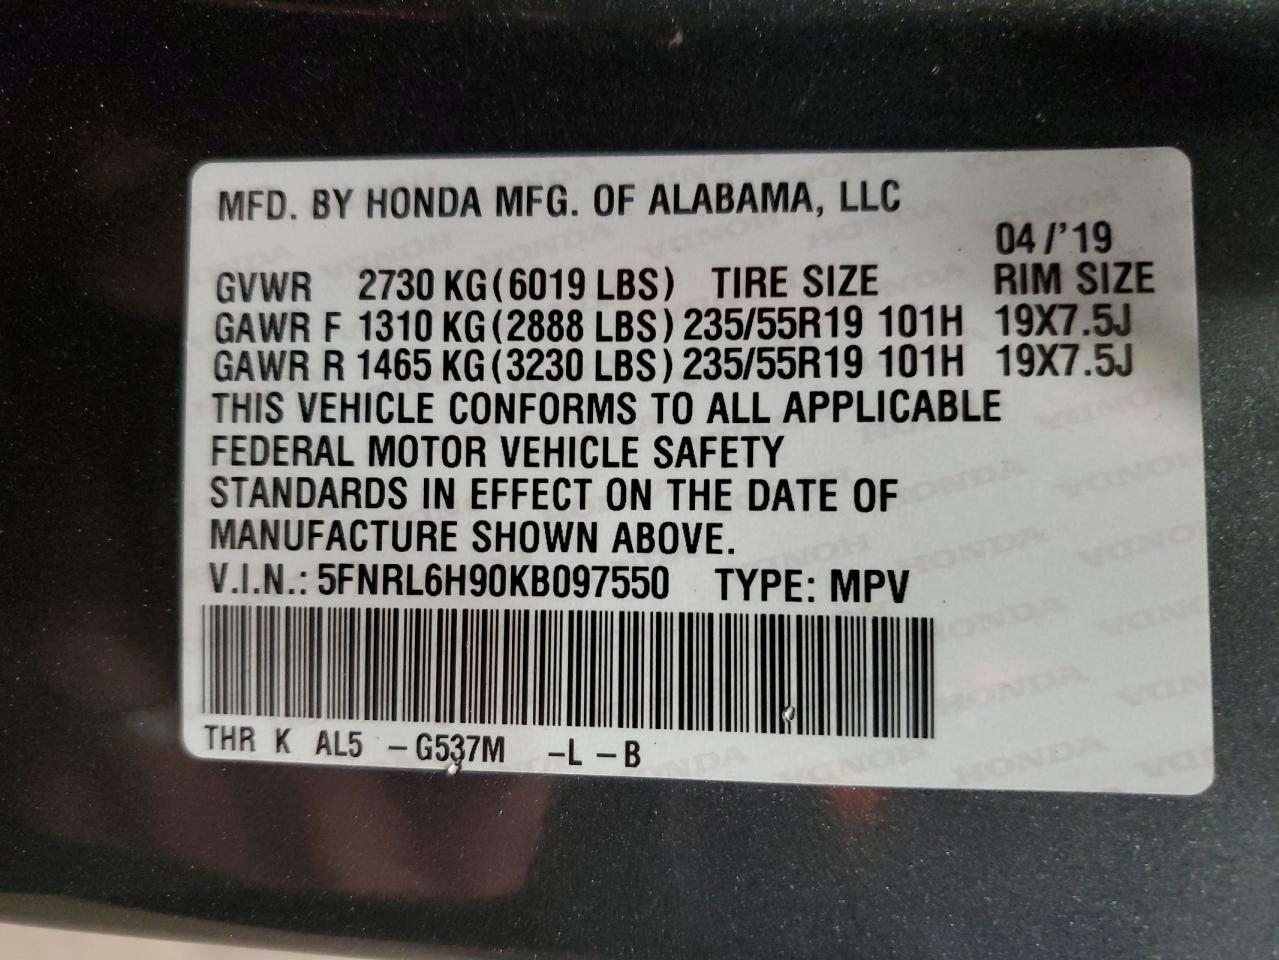 MFD. BY HONDA MFG. OF ALABAMA, LLC
04/'19
GVWR 2730 KG(6019 LBS) TIRE SIZE RIM SIZE
GAWR F 1310 KG(2888 LBS) 235/55R19 101H 19X7.5J
GAWR R 1465 KG(3230 LBS) 235/55R19 101H 19X7.5J
THIS VEHICLE CONFORMS TO ALL APPLICABLE
FEDERAL MOTOR VEHICLE SAFETY
STANDARDS IN EFFECT ON THE DATE OF
MANUFACTURE SHOWN ABOVE.
V.I.N.: 5FNRL6H90KB097550 TYPE: MPV
THR K AL5 -G537M -L -B